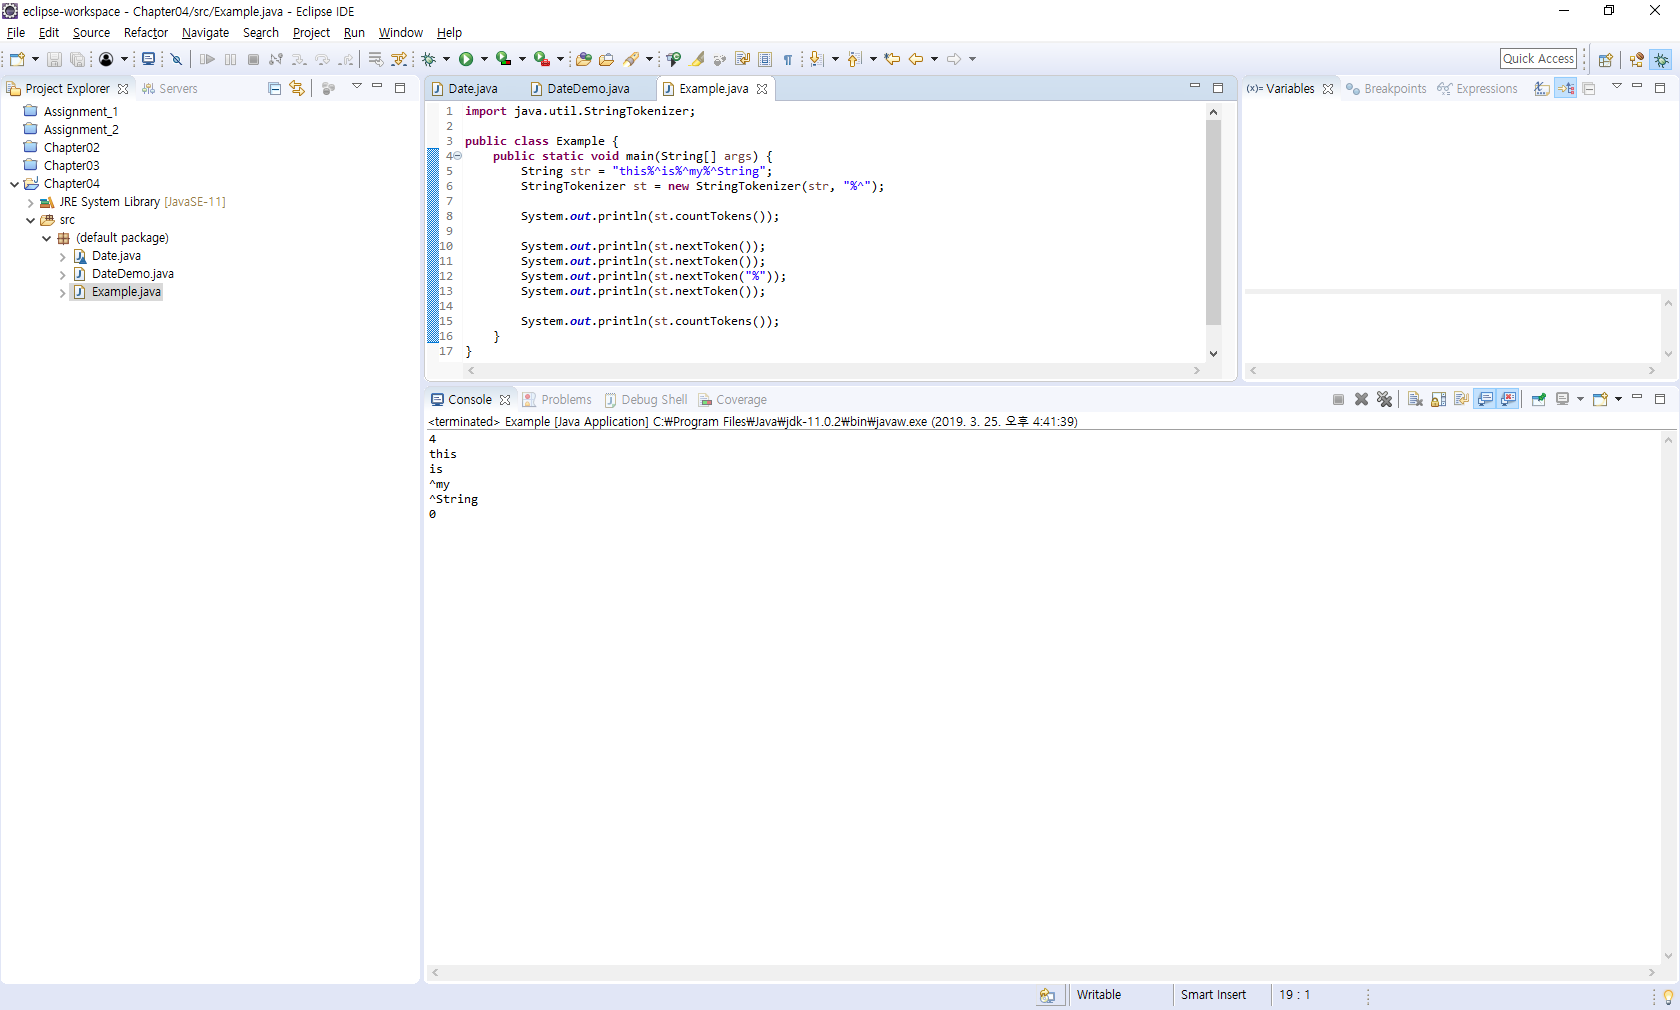 eclipse-workspace - Chapter04/src/Example.java - Eclipse IDE
File Edit Source Refactor Navigate Search Project Run Window Help
Quick Access
Project Explorer Servers
Assignment_1
Assignment_2
Chapter02
Chapter03
Chapter04
JRE System Library [JavaSE-11]
src
(default package)
Date.java
DateDemo.java
Example.java
Date.java DateDemo.java Example.java
1 import java.util.StringTokenizer;
2
3 public class Example {
4 public static void main(String[] args) {
5 String str = "this%^is%^my%^String";
6 StringTokenizer st = new StringTokenizer(str, "%^");
7
8 System.out.println(st.countTokens());
9
10 System.out.println(st.nextToken());
11 System.out.println(st.nextToken());
12 System.out.println(st.nextToken("%"));
13 System.out.println(st.nextToken());
14
15 System.out.println(st.countTokens());
16 }
17 }
(x)= Variables Breakpoints Expressions
Console Problems Debug Shell Coverage
<terminated> Example [Java Application] C:₩Program Files₩Java₩jdk-11.0.2₩bin₩javaw.exe (2019. 3. 25. 오후 4:41:39)
4
this
is
^my
^String
0
Writable Smart Insert 19 : 1